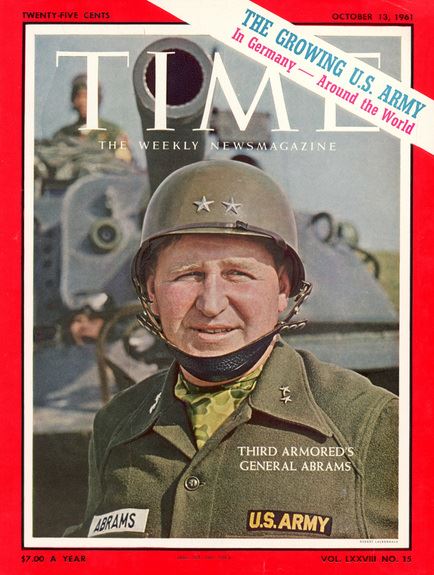 TWENTY-FIVE CENTS
OCTOBER 13, 1961
THE GROWING U.S. ARMY
In Germany — Around the World
TIME
THE WEEKLY NEWSMAGAZINE
THIRD ARMORED'S
GENERAL ABRAMS
ABRAMS
U.S. ARMY
$7.00 A YEAR
VOL. LXXVIII NO. 15